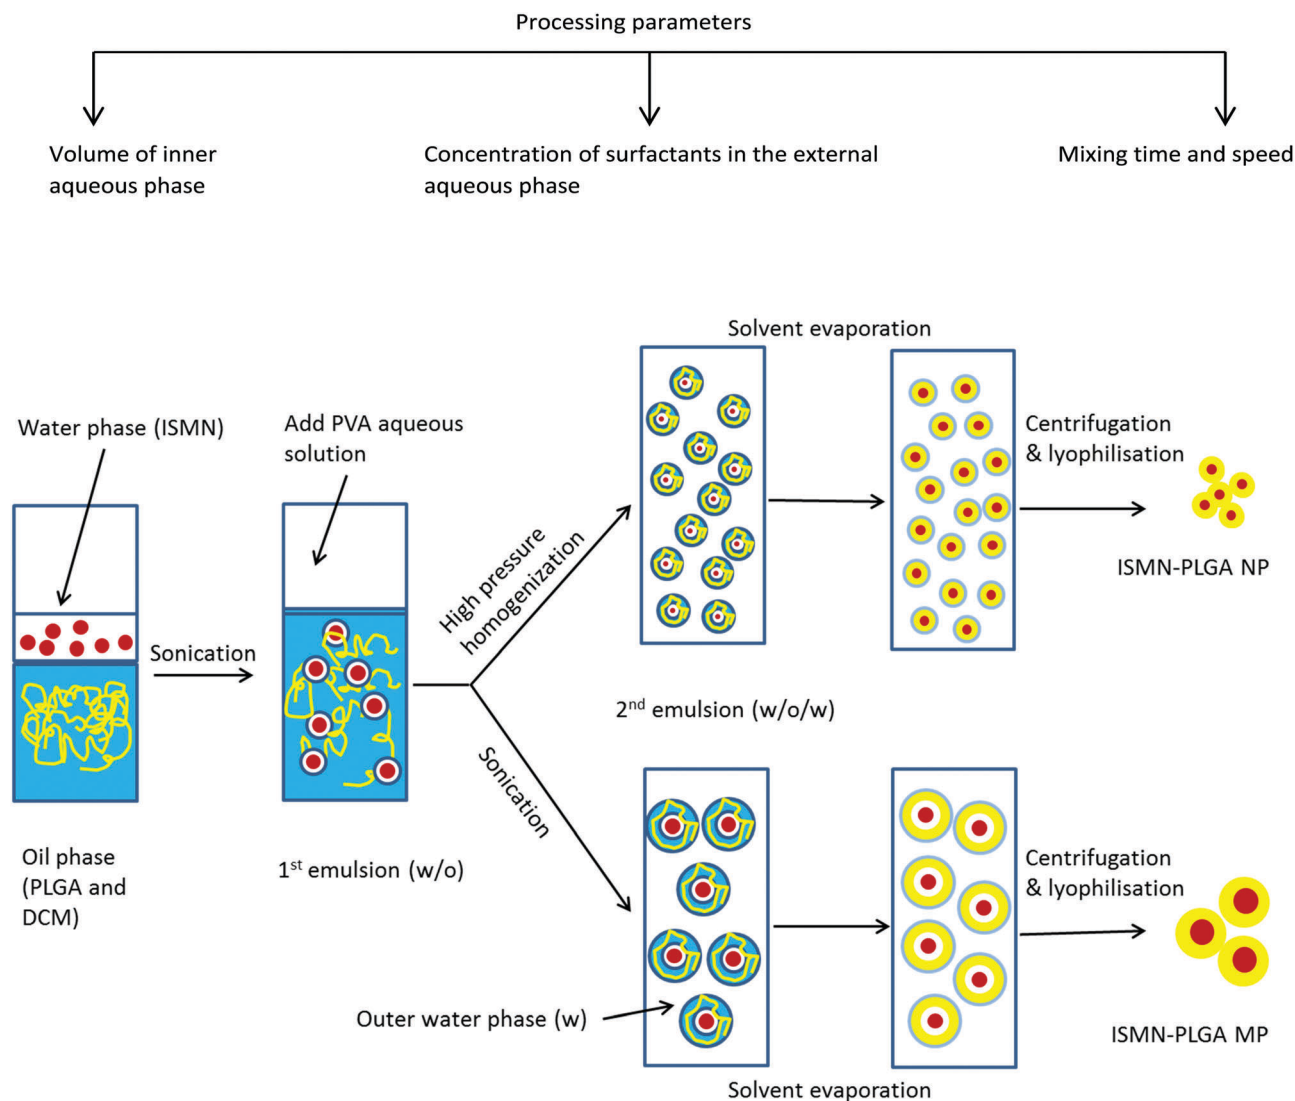 Processing parameters
Volume of inner
aqueous phase
Concentration of surfactants in the external
aqueous phase
Mixing time and speed
Solvent evaporation
Water phase (ISMN)
Add PVA aqueous
solution
Centrifugation
& lyophilisation
High pressure
homogenization
ISMN-PLGA NP
Sonication
2nd emulsion (w/o/w)
Sonication
Oil phase
(PLGA and
DCM)
1st emulsion (w/o)
Centrifugation
& lyophilisation
Outer water phase (w)
ISMN-PLGA MP
Solvent evaporation